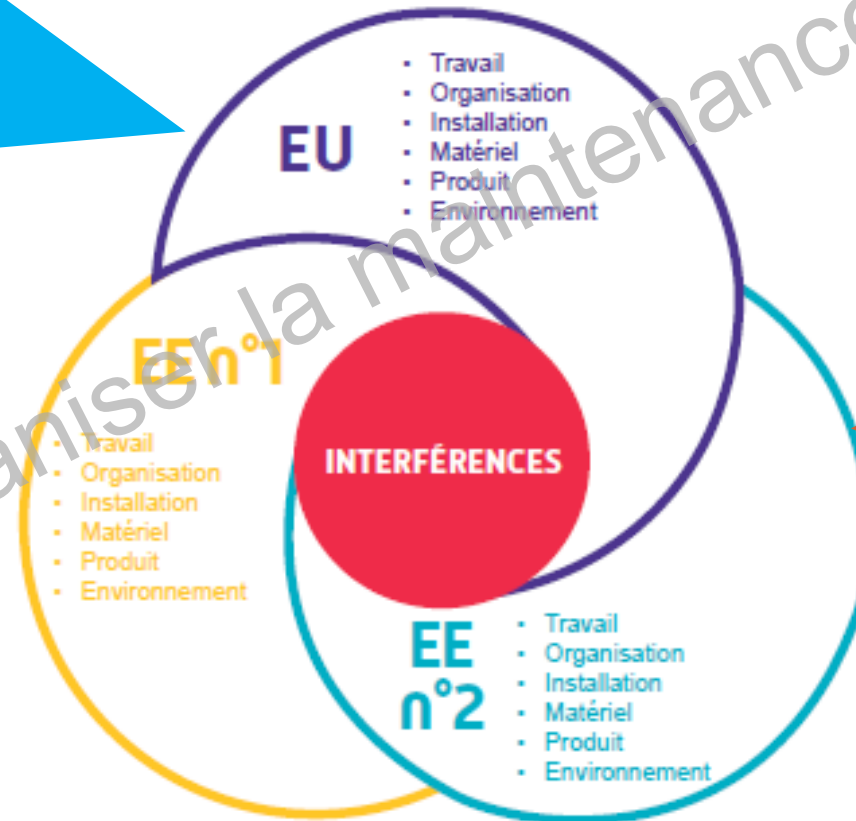 EU
• Travail
• Organisation
• Installation
• Matériel
• Produit
• Environnement
EE n°1
• Travail
• Organisation
• Installation
• Matériel
• Produit
• Environnement
INTERFÉRENCES
EE
n°2
• Travail
• Organisation
• Installation
• Matériel
• Produit
• Environnement
la maintenance